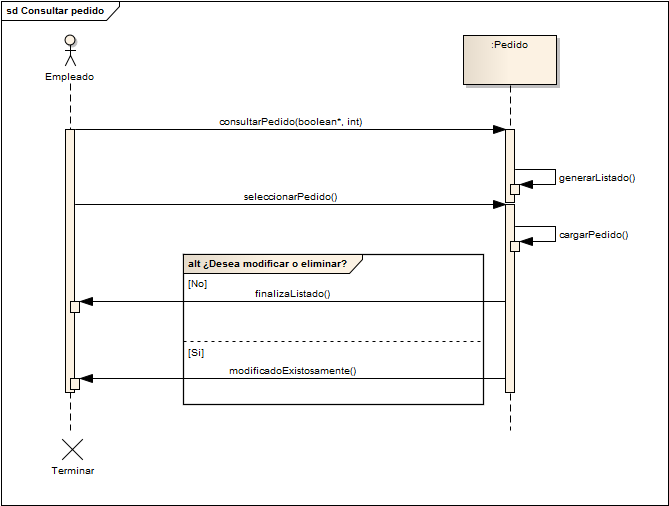 sd Consultar pedido
Empleado
:Pedido
consultarPedido(boolean*, int)
generarListado()
seleccionarPedido()
cargarPedido()
alt ¿Desea modificar o eliminar?
[No]
finalizaListado()
[Si]
modificadoExistosamente()
Terminar